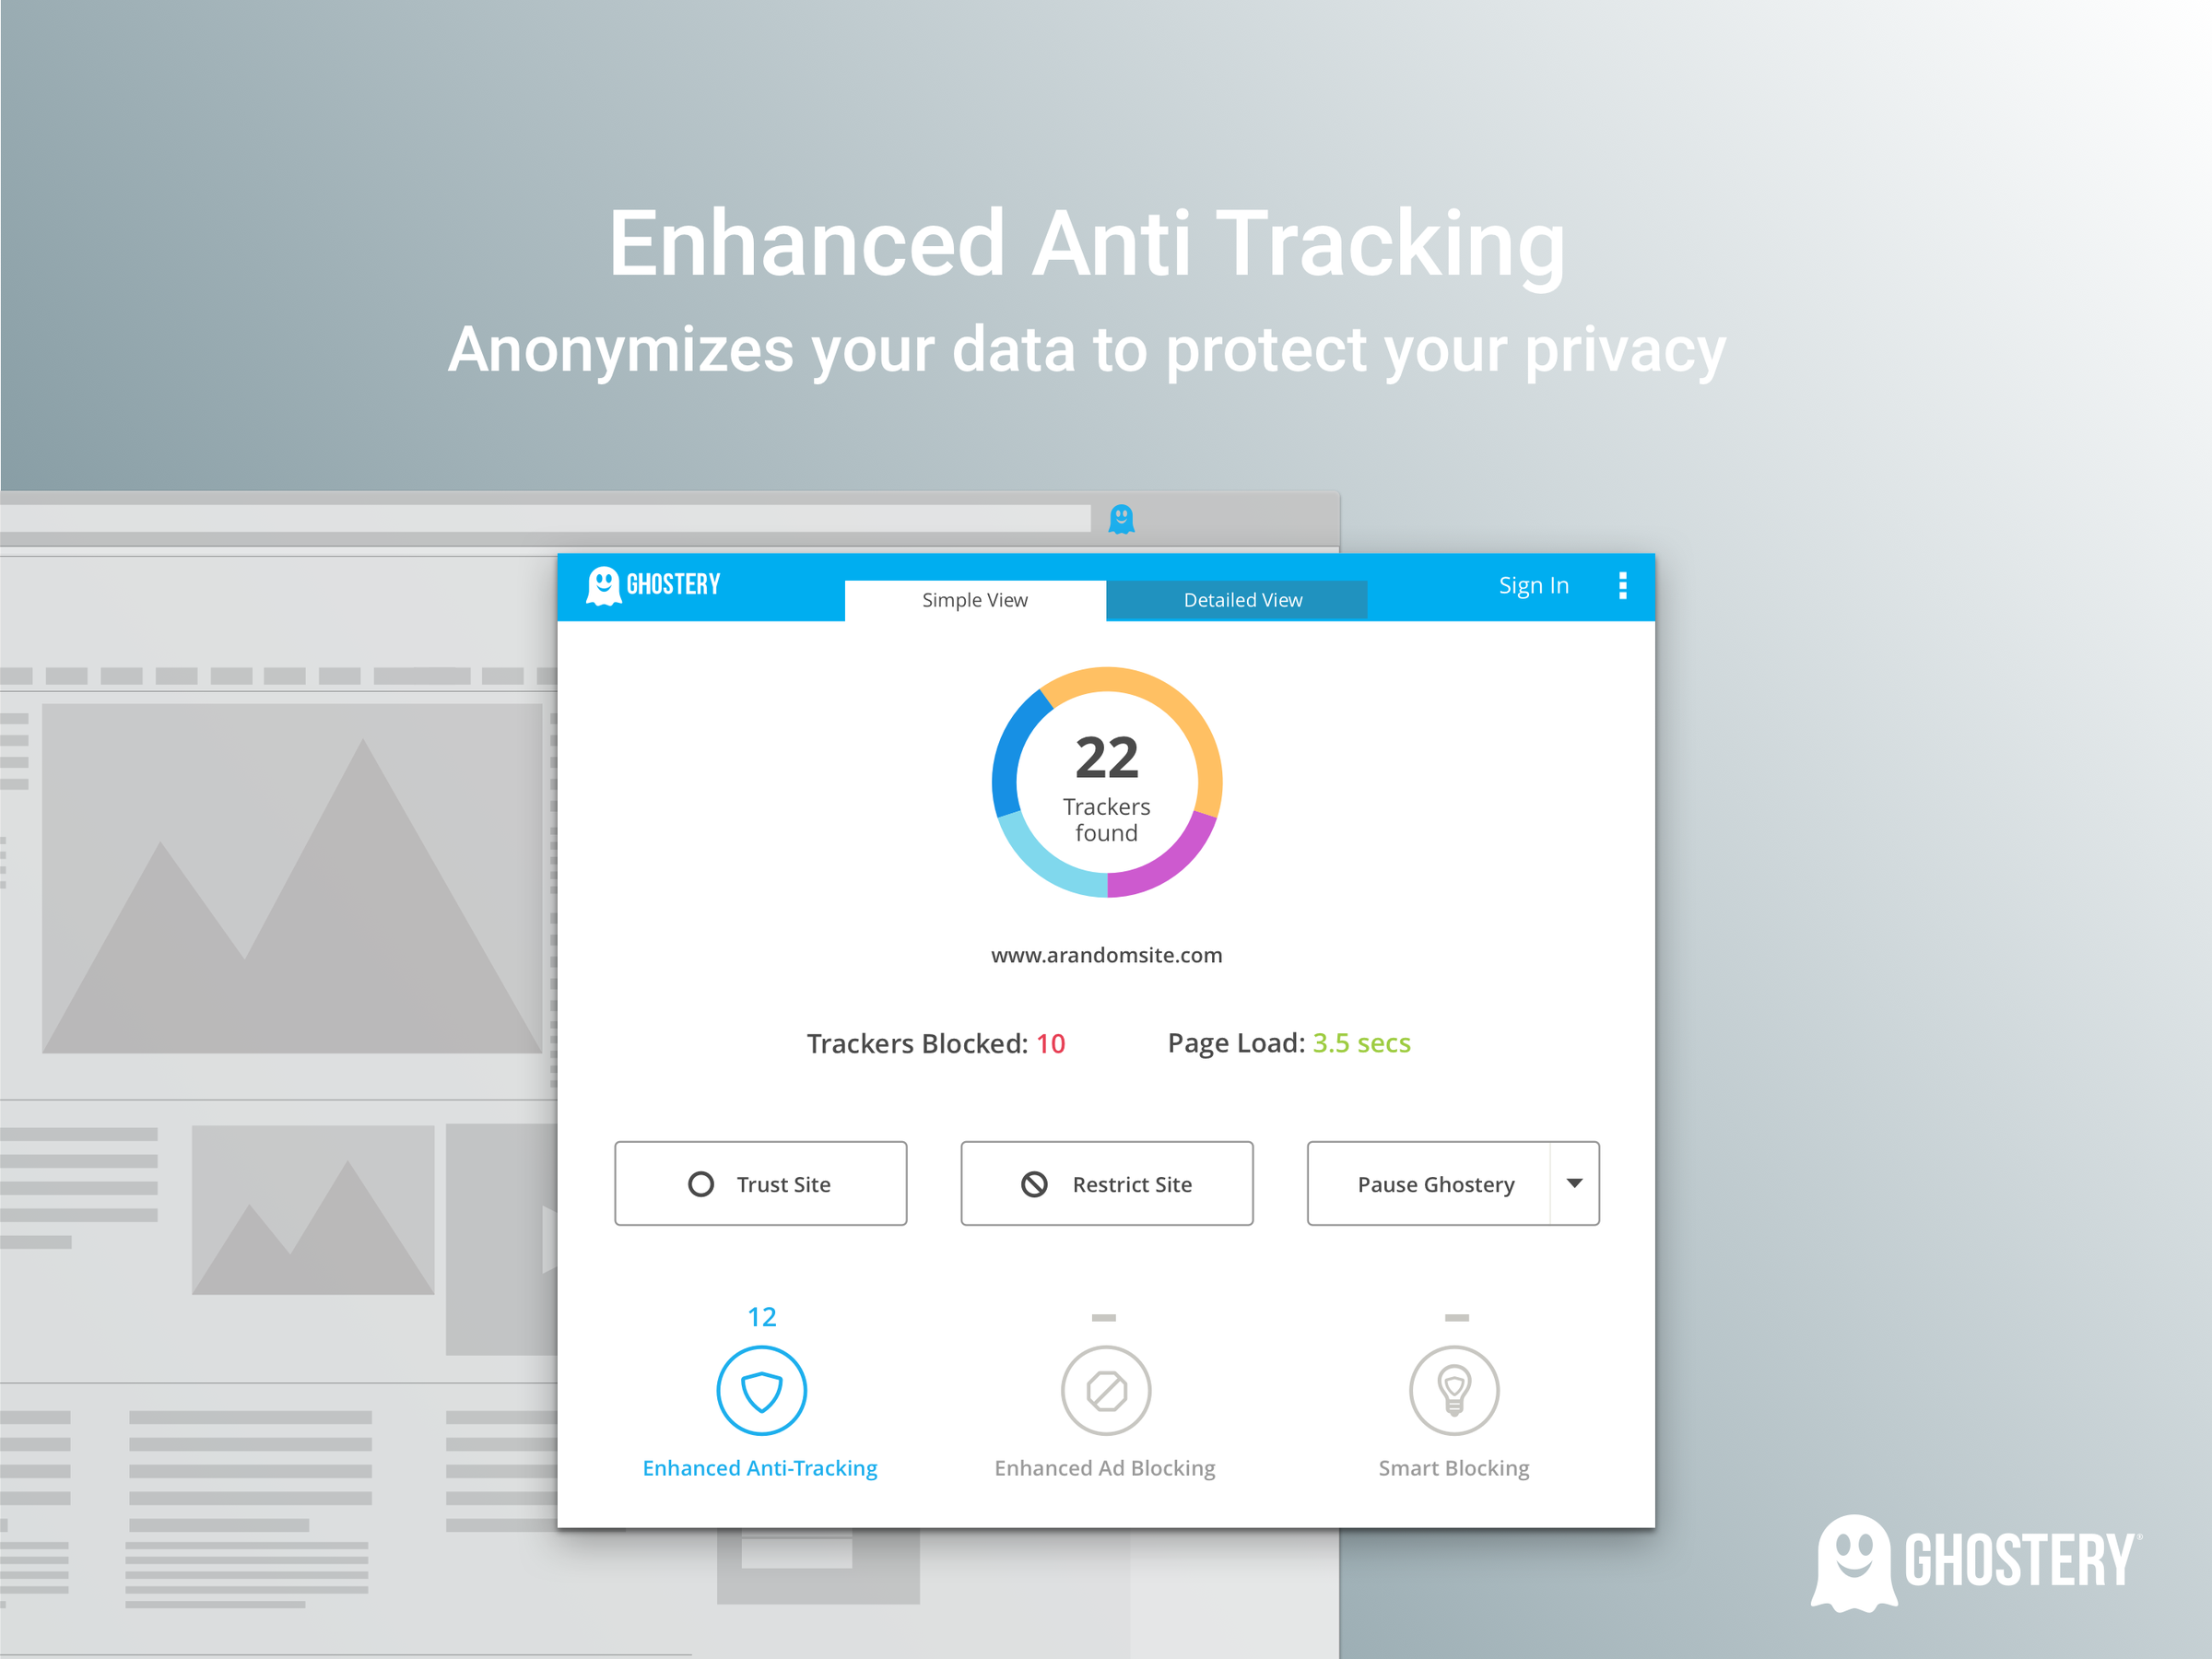 Enhanced Anti Tracking
Anonymizes your data to protect your privacy
GHOSTERY
Simple View
Detailed View
Sign In
22
Trackers
found
www.arandomsite.com
Trackers Blocked: 10
Page Load: 3.5 secs
Trust Site
Restrict Site
Pause Ghostery
12
Enhanced Anti-Tracking
Enhanced Ad Blocking
Smart Blocking
GHOSTERY®